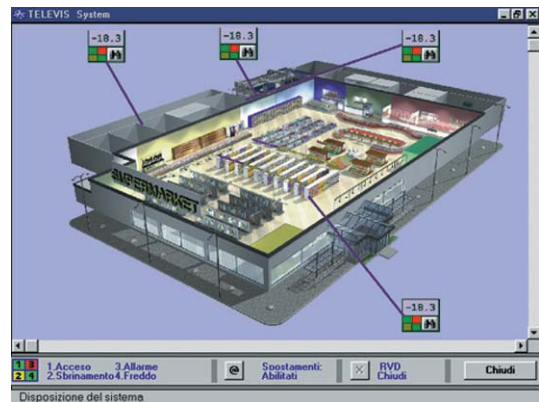 TELEVIS System
-18.3
-18.3
-18.3
SUPERMARKET
-18.3
1 3
2 4
1.Acceso 3.Allarme
2.Sbrinamento 4.Freddo
@
Spostamenti:
Abilitati
X
RVD
Chiudi
Chiudi
Disposizione del sistema